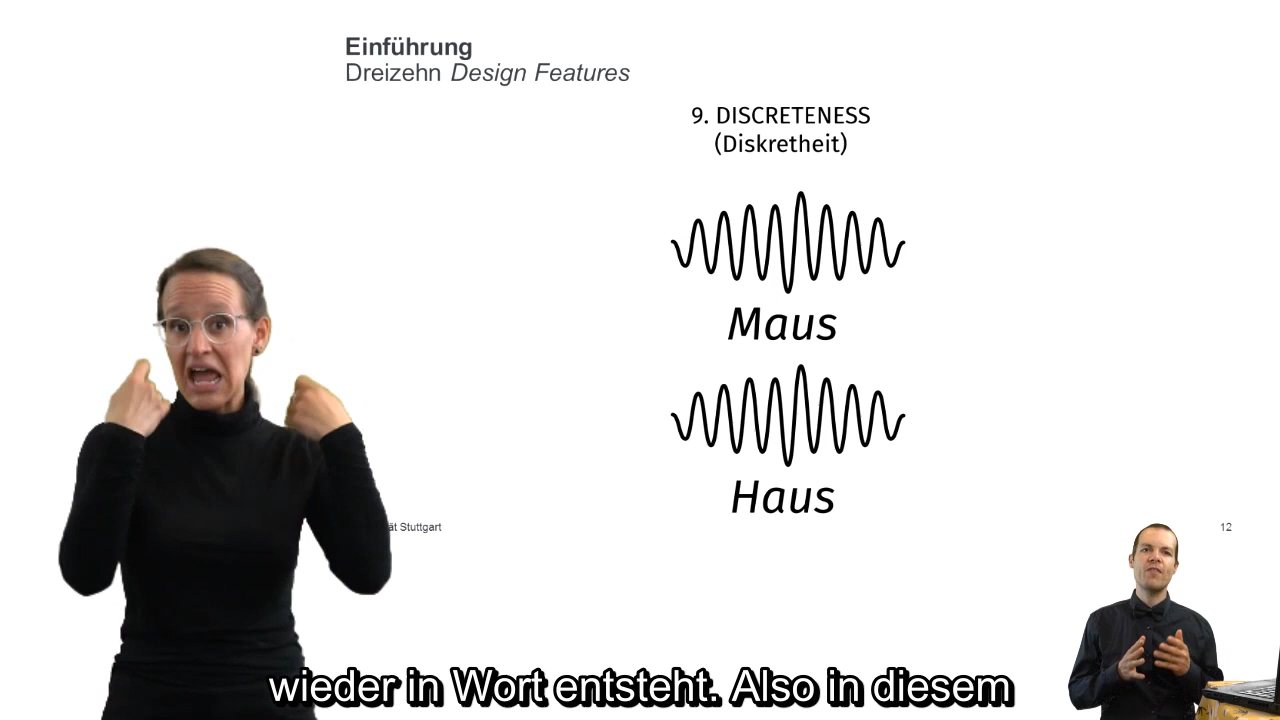 Einführung
Dreizehn Design Features
9. DISCRETENESS
(Diskretheit)
Maus
Haus
ät Stuttgart
12
wieder in Wort entsteht. Also in diesem